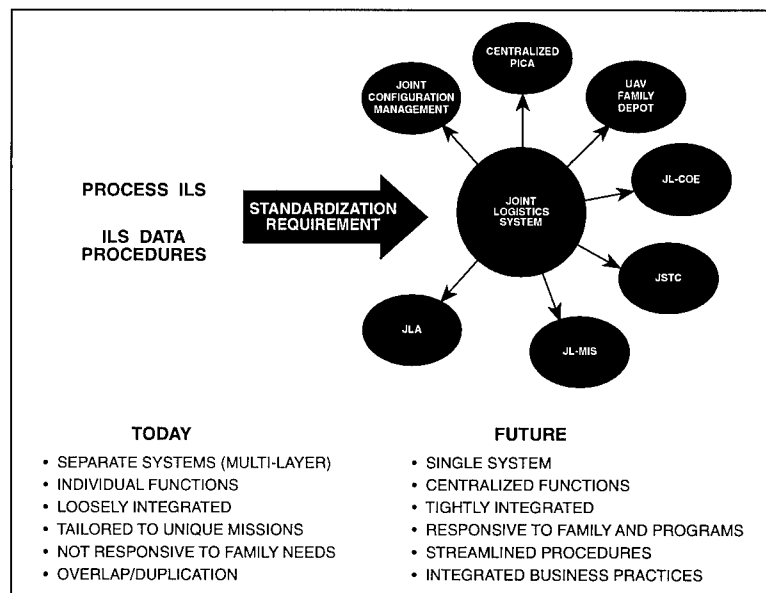 CENTRALIZED
PICA
JOINT
CONFIGURATION
MANAGEMENT
UAV
FAMILY
DEPOT
PROCESS ILS
ILS DATA
PROCEDURES
STANDARDIZATION
REQUIREMENT
JOINT
LOGISTICS
SYSTEM
JL-COE
JSTC
JL-MIS
JLA
TODAY
• SEPARATE SYSTEMS (MULTI-LAYER)
• INDIVIDUAL FUNCTIONS
• LOOSELY INTEGRATED
• TAILORED TO UNIQUE MISSIONS
• NOT RESPONSIVE TO FAMILY NEEDS
• OVERLAP/DUPLICATION
FUTURE
• SINGLE SYSTEM
• CENTRALIZED FUNCTIONS
• TIGHTLY INTEGRATED
• RESPONSIVE TO FAMILY AND PROGRAMS
• STREAMLINED PROCEDURES
• INTEGRATED BUSINESS PRACTICES